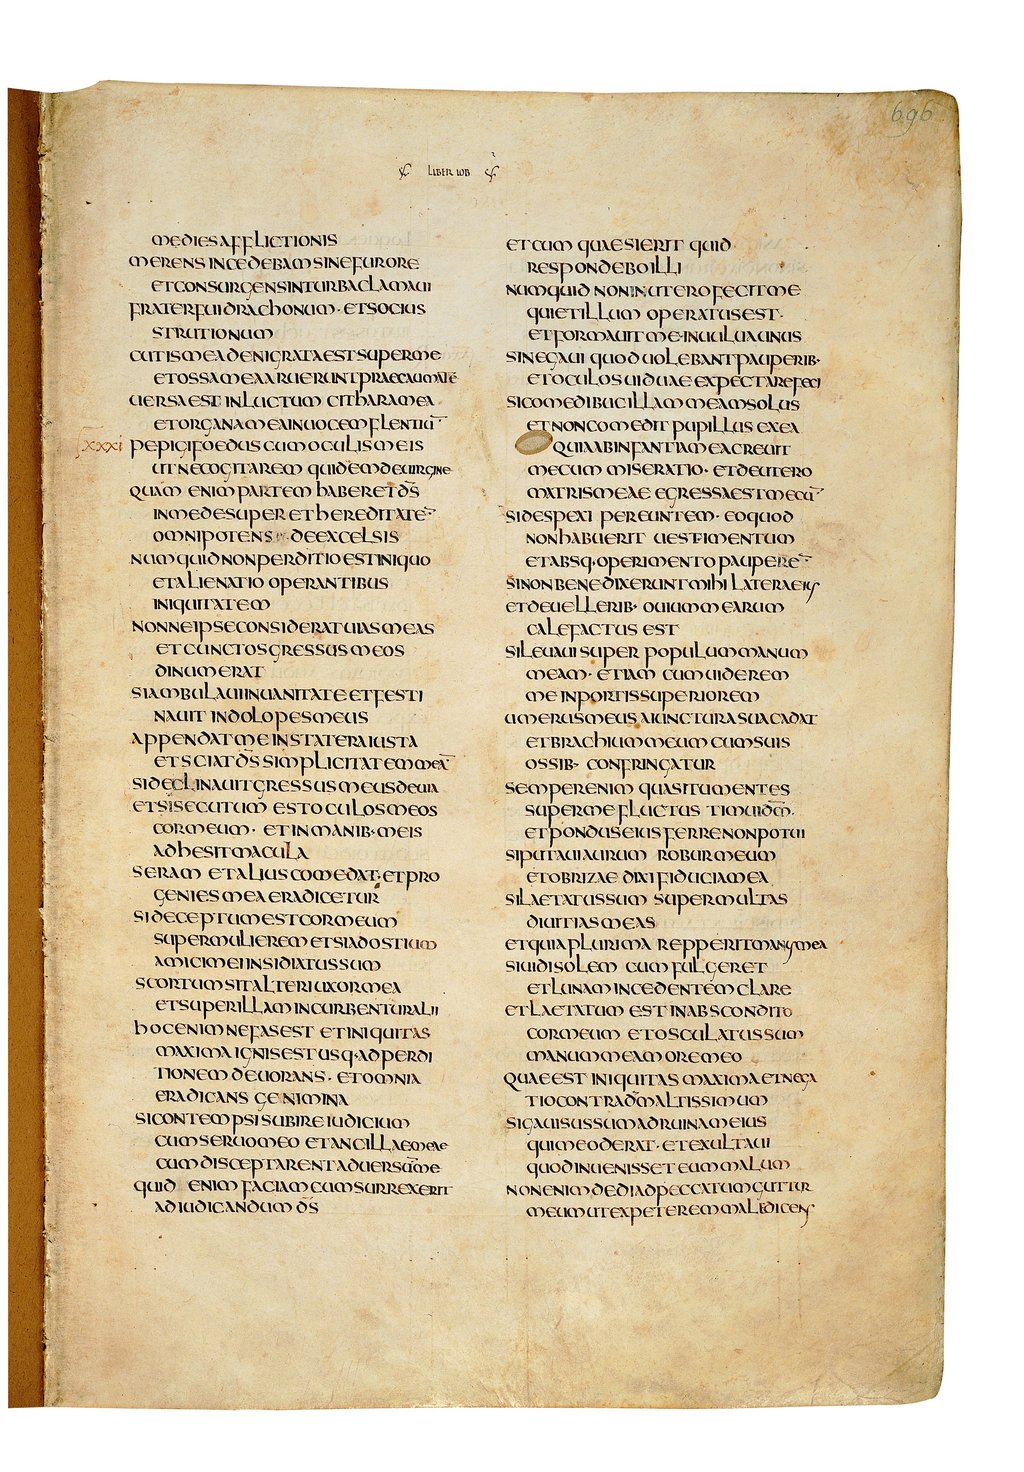 696
LIBER IOB
MEDIES AFFLICTIONIS
MERENS INCEDEBAM SINE FURORE
ET CONSURGENS IN TURBA CLAMAUI
FRATER FUI DRACHONUM · ET SOCIUS
STRUTIONUM
CUTIS MEA DENIGRATA EST SUPER ME
ET OSSA MEA ARUERUNT PRAE CAUMATE
UERSA EST IN LUCTUM CITHARA MEA
ET ORGANA MEA IN UOCEM FLENTIŪ
XXXI PEPIGI FOEDUS CUM OCULIS MEIS
UT NE COGITAREM QUIDEM DE UIRGINE
QUAM ENIM PARTEM HABERET D̄S
IN ME DESUPER ET HEREDITATĒ
OMNIPOTENS DE EXCELSIS
NUMQUID NON PERDITIO EST INIQUO
ET ALIENATIO OPERANTIBUS
INIQUITATEM
NONNE IPSE CONSIDERAT UIAS MEAS
ET CUNCTOS GRESSUS MEOS
DINUMERAT
SI AMBULAUI IN UANITATE ET FESTI
NAUIT IN DOLO PES MEUS
APPENDAT ME IN STATERA IUSTA
ET SCIAT D̄S SIMPLICITATEM MEĀ
SI DECLINAUIT GRESSUS MEUS DE UIA
ET SI SECUTUM EST OCULOS MEOS
COR MEUM · ET IN MANIB· MEIS
ADHESIT MACULA
SERAM ET ALIUS COMEDAT· ET PRO
GENIES MEA ERADICETUR
SI DECEPTUM EST COR MEUM
SUPER MULIEREM ET SI AD OSTIUM
AMICI MEI INSIDIATUS SUM
SCORTUM SIT ALTERI UXOR MEA
ET SUPER ILLAM INCURBENTUR ALII
HOC ENIM NEFAS EST ET INIQUITAS
MAXIMA IGNIS EST USQ· AD PERDI
TIONEM DEUORANS · ET OMNIA
ERADICANS GENIMINA
SI CONTEMPSI SUBIRE IUDICIUM
CUM SERUO MEO ET ANCILLAE MEAE
CUM DISCEPTARENT ADUERSŪ ME
QUID ENIM FACIAM CUM SURREXERIT
AD IUDICANDUM D̄S
ET CUM QUAESIERIT QUID
RESPONDEBO ILLI
NUMQUID NON IN UTERO FECIT ME
QUI ET ILLUM OPERATUS EST·
ET FORMAUIT ME IN UULUA UNUS
SI NEGAUI QUOD UOLEBANT PAUPERIB·
ET OCULOS UIDUAE EXPECTARE FECI
SI COMEDI BUCILLAM MEAM SOLUS
ET NON COMEDIT PUPILLUS EX EA
QUIA AB INFANTIA MEA CREUIT
MECUM MISERATIO · ET DE UTERO
MATRIS MEAE EGRESSA EST MECŪ
SI DESPEXI PEREUNTEM · EO QUOD
NON HABUERIT UESTIMENTUM
ET ABSQ· OPERIMENTO PAUPERĒ
SI NON BENEDIXERUNT MIHI LATERA EIUS
ET DE UELLERIB· OUIUM MEARUM
CALEFACTUS EST
SI LEUAUI SUPER POPULUM MANUM
MEAM · ETIAM CUM UIDEREM
ME IN PORTIS SUPERIOREM
UMERUS MEUS A IUNCTURA SUA CADAT
ET BRACHIUM MEUM CUM SUIS
OSSIB· CONFRINGATUR
SEMPER ENIM QUASI TUMENTES
SUPER ME FLUCTUS TIMUI D̄M·
ET PONDUS EIUS FERRE NON POTUI
SI PUTAUI AURUM ROBUR MEUM
ET OBRIZAE DIXI FIDUCIA MEA
SI LAETATUS SUM SUPER MULTAS
DIUITIAS MEAS
ET QUIA PLURIMA REPPERIT MANUS MEA
SI UIDI SOLEM CUM FULGERET
ET LUNAM INCEDENTEM CLARE
ET LAETATUM EST IN ABSCONDITO
COR MEUM ET OSCULATUS SUM
MANUM MEAM ORE MEO
QUAE EST INIQUITAS MAXIMA ET NEGA
TIO CONTRA D̄M ALTISSIMUM
SI GAUISUS SUM AD RUINAM EIUS
QUI ME ODERAT · ET EXULTAUI
QUOD INUENISSET EUM MALUM
NON ENIM DEDI AD PECCATUM GUTTUR
MEUM UT EXPETEREM MALEDICENS